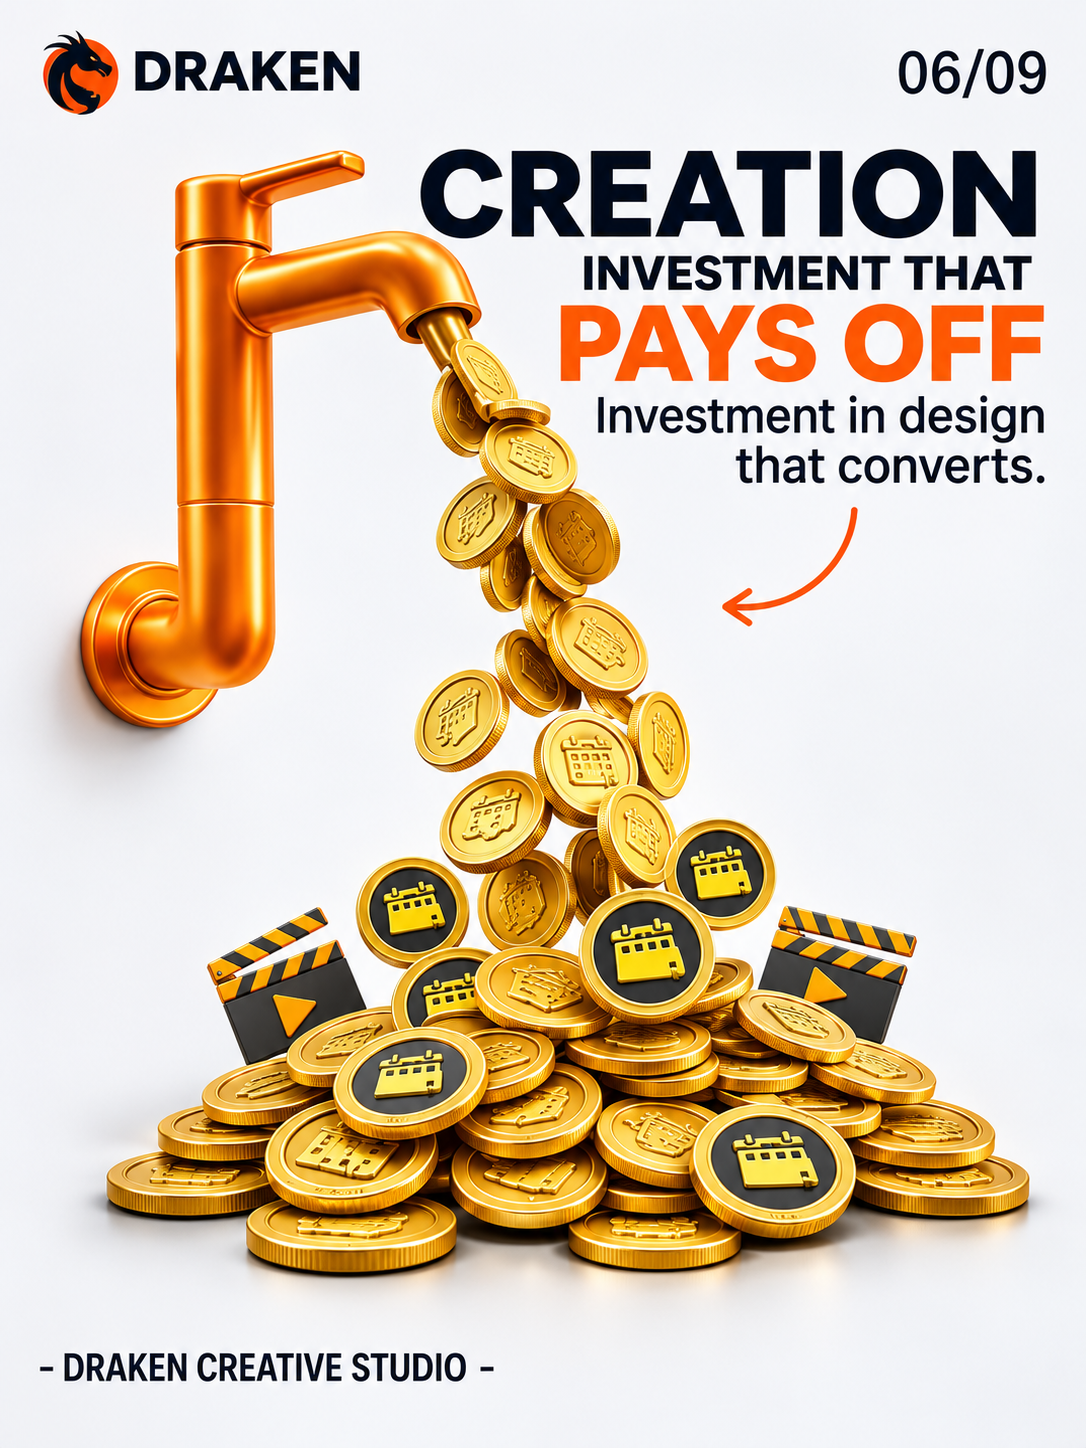 DRAKEN
06/09
CREATION
INVESTMENT THAT
PAYS OFF
Investment in design
that converts.
- DRAKEN CREATIVE STUDIO -